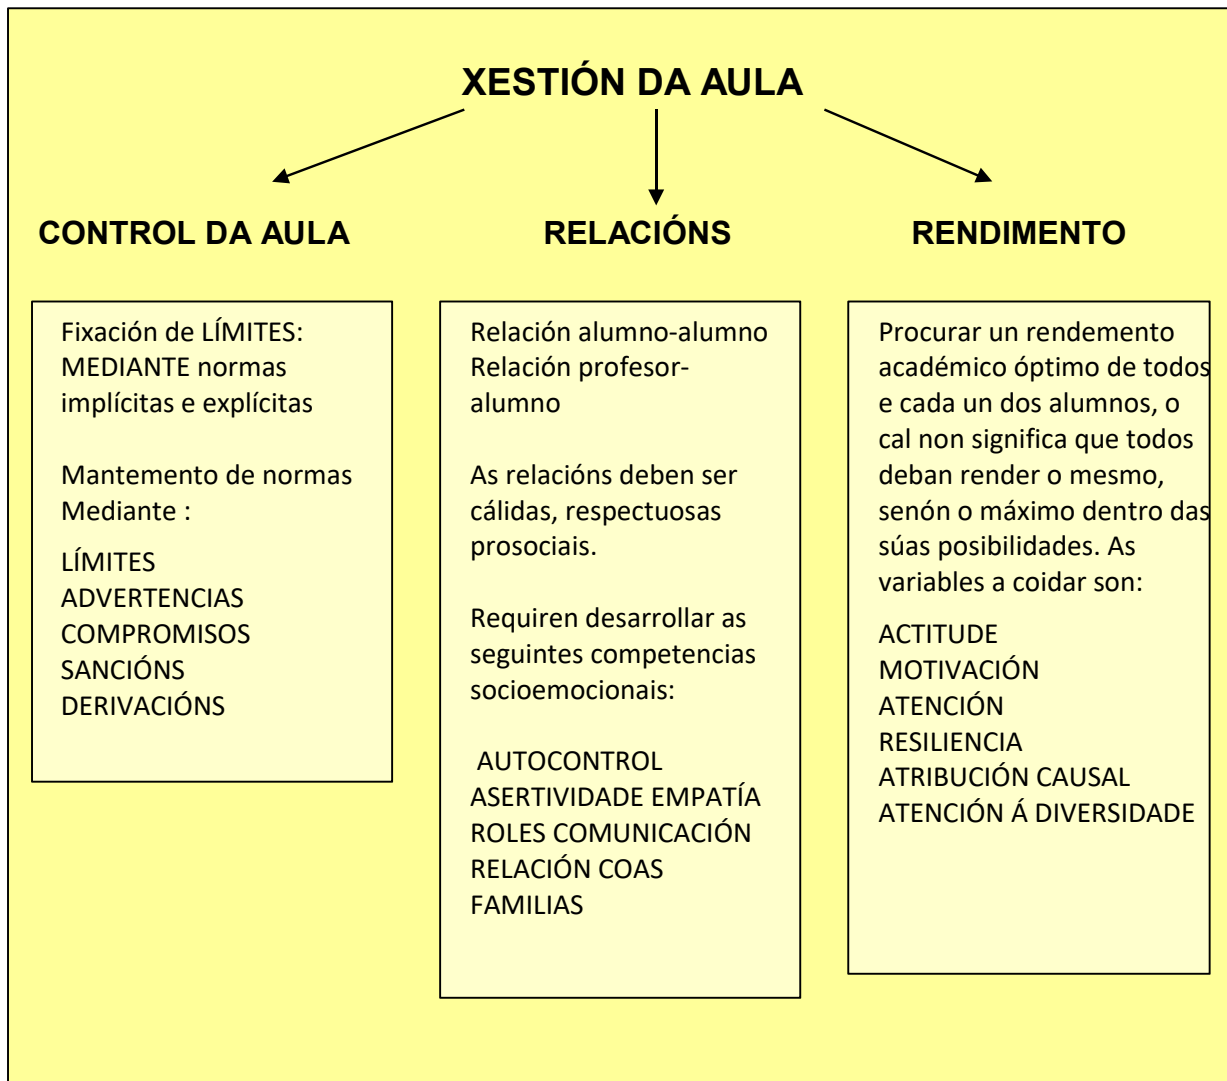 XESTIÓN DA AULA
CONTROL DA AULA
Fixación de LÍMITES:
MEDIANTE normas
implícitas e explícitas
Mantemento de normas
Mediante :
LÍMITES
ADVERTENCIAS
COMPROMISOS
SANCIÓNS
DERIVACIÓNS
RELACIÓNS
Relación alumno-alumno
Relación profesor-
alumno
As relacións deben ser
cálidas, respectuosas
prosociais.
Requiren desarrollar as
seguintes competencias
socioemocionais:
AUTOCONTROL
ASERTIVIDADE EMPATÍA
ROLES COMUNICACIÓN
RELACIÓN COAS
FAMILIAS
RENDIMENTO
Procurar un rendemento
académico óptimo de todos
e cada un dos alumnos, o
cal non significa que todos
deban render o mesmo,
senón o máximo dentro das
súas posibilidades. As
variables a coidar son:
ACTITUDE
MOTIVACIÓN
ATENCIÓN
RESILIENCIA
ATRIBUCIÓN CAUSAL
ATENCIÓN Á DIVERSIDADE